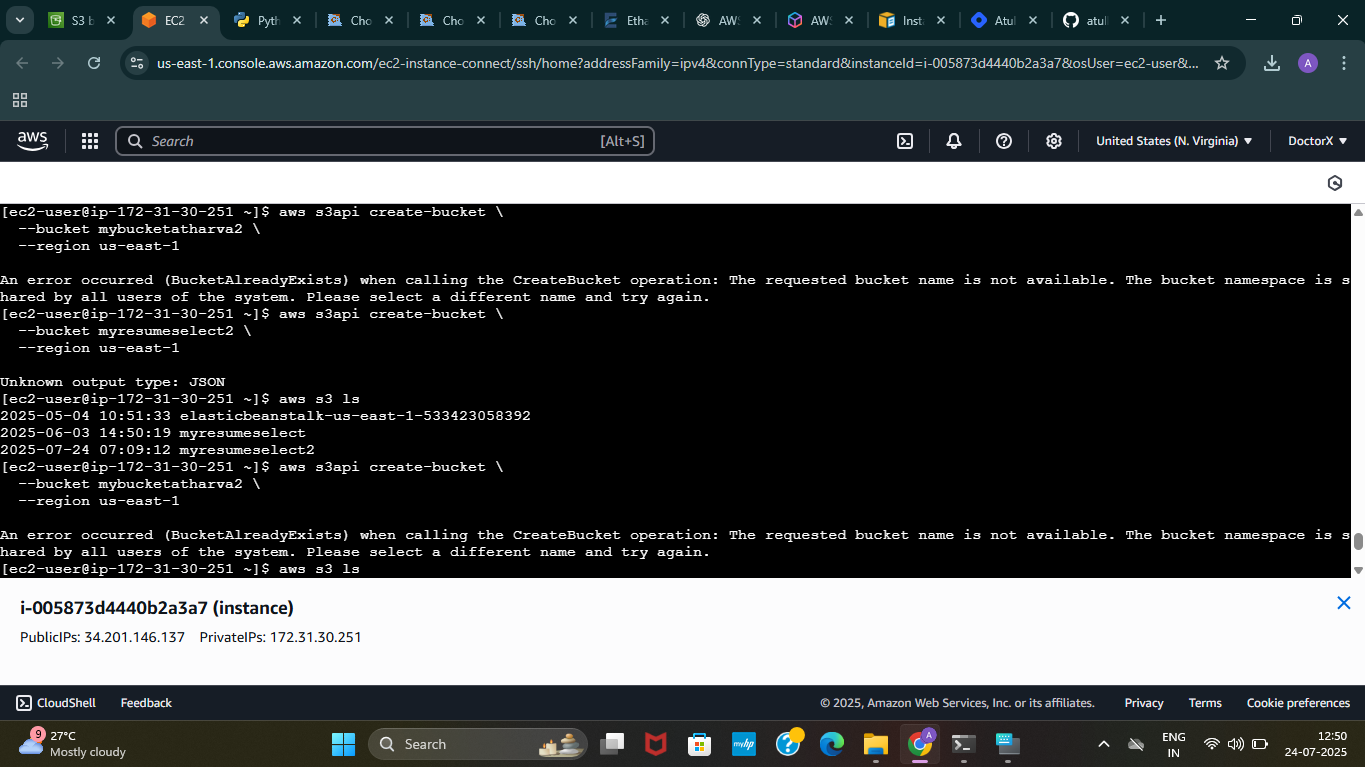 S3 b
EC2
Pyth
Cho
Cho
Cho
Etha
AWS
AWS
Insta
Atul
atull
us-east-1.console.aws.amazon.com/ec2-instance-connect/ssh/home?addressFamily=ipv4&connType=standard&instanceId=i-005873d4440b2a3a7&osUser=ec2-user&...
A
aws
Search
[Alt+S]
United States (N. Virginia)
DoctorX
[ec2-user@ip-172-31-30-251 ~]$ aws s3api create-bucket \
--bucket mybucketatharva2 \
--region us-east-1
An error occurred (BucketAlreadyExists) when calling the CreateBucket operation: The requested bucket name is not available. The bucket namespace is s
hared by all users of the system. Please select a different name and try again.
[ec2-user@ip-172-31-30-251 ~]$ aws s3api create-bucket \
--bucket myresumeselect2 \
--region us-east-1
Unknown output type: JSON
[ec2-user@ip-172-31-30-251 ~]$ aws s3 ls
2025-05-04 10:51:33 elasticbeanstalk-us-east-1-533423058392
2025-06-03 14:50:19 myresumeselect
2025-07-24 07:09:12 myresumeselect2
[ec2-user@ip-172-31-30-251 ~]$ aws s3api create-bucket \
--bucket mybucketatharva2 \
--region us-east-1
An error occurred (BucketAlreadyExists) when calling the CreateBucket operation: The requested bucket name is not available. The bucket namespace is s
hared by all users of the system. Please select a different name and try again.
[ec2-user@ip-172-31-30-251 ~]$ aws s3 ls
i-005873d4440b2a3a7 (instance)
PublicIPs: 34.201.146.137 PrivateIPs: 172.31.30.251
CloudShell
Feedback
© 2025, Amazon Web Services, Inc. or its affiliates.
Privacy
Terms
Cookie preferences
9
27°C
Mostly cloudy
Search
myhp
A
ENG
IN
12:50
24-07-2025